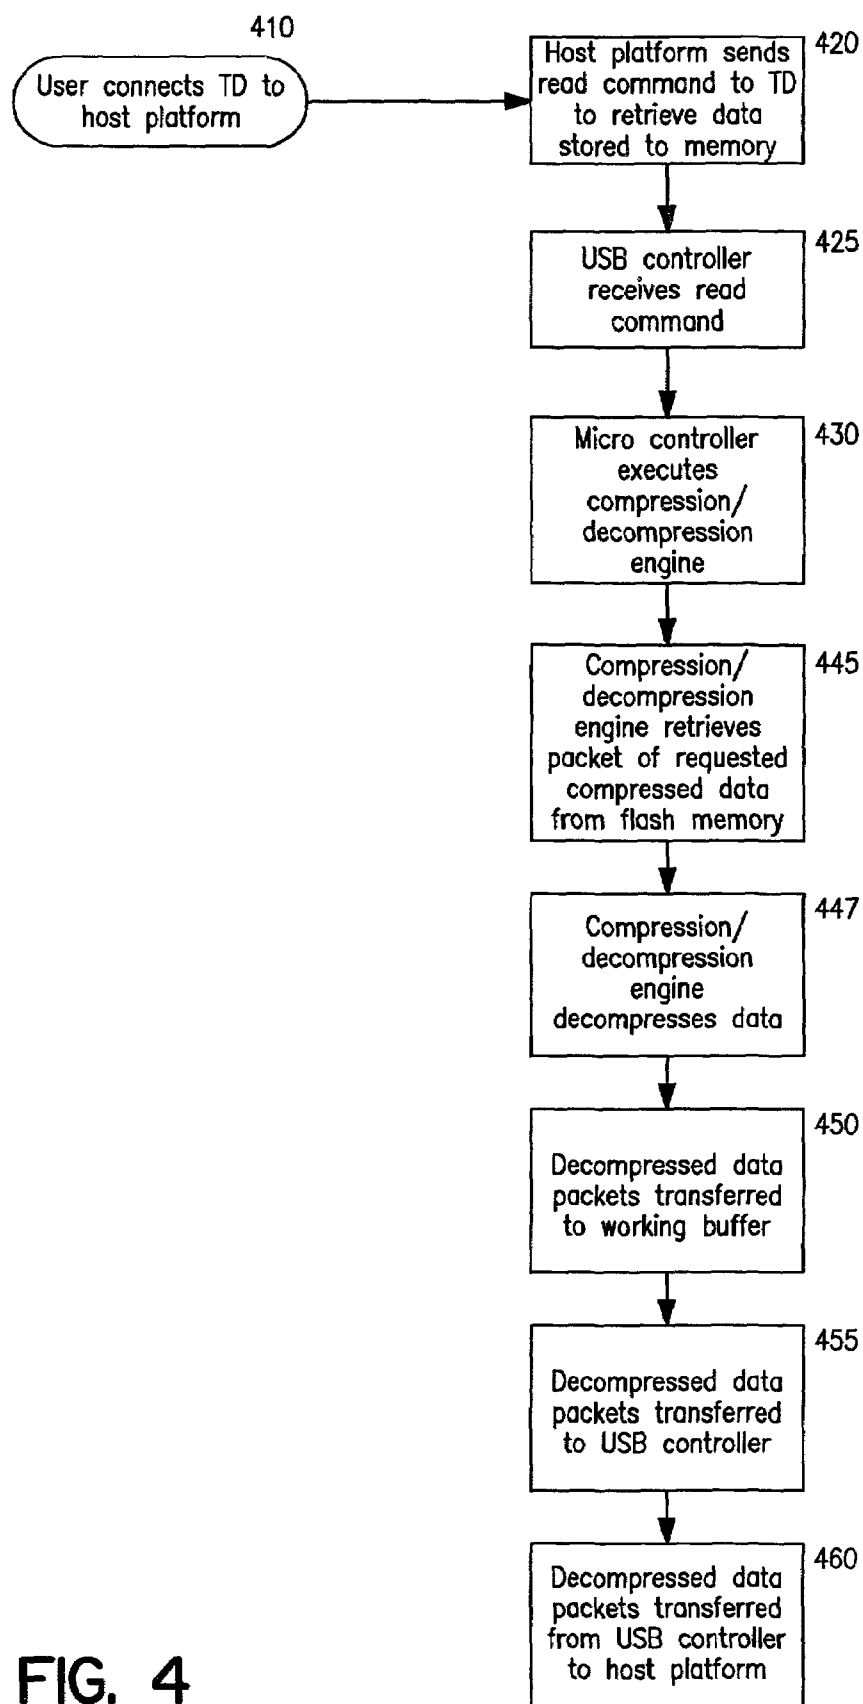 410
User connects TD to
host platform
420
Host platform sends
read command to TD
to retrieve data
stored to memory
425
USB controller
receives read
command
430
Micro controller
executes
compression/
decompression
engine
445
Compression/
decompression
engine retrieves
packet of requested
compressed data
from flash memory
447
Compression/
decompression
engine
decompresses data
450
Decompressed data
packets transferred
to working buffer
455
Decompressed data
packets transferred
to USB controller
460
Decompressed data
packets transferred
from USB controller
to host platform
FIG. 4